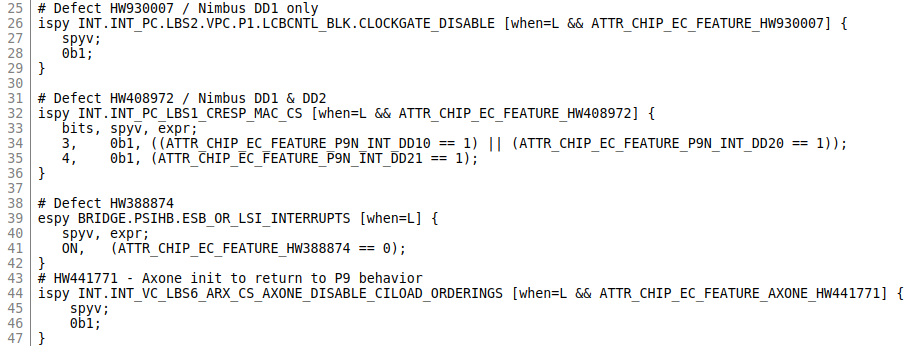 25 # Defect HW930007 / Nimbus DD1 only
26 ispy INT.INT_PC.LBS2.VPC.P1.LCBCNTL_BLK.CLOCKGATE_DISABLE [when=L && ATTR_CHIP_EC_FEATURE_HW930007] {
27    spyv;
28    0b1;
29 }
30
31 # Defect HW408972 / Nimbus DD1 & DD2
32 ispy INT.INT_PC_LBS1_CRESP_MAC_CS [when=L && ATTR_CHIP_EC_FEATURE_HW408972] {
33    bits, spyv, expr;
34    3,    0b1, ((ATTR_CHIP_EC_FEATURE_P9N_INT_DD10 == 1) || (ATTR_CHIP_EC_FEATURE_P9N_INT_DD20 == 1));
35    4,    0b1, (ATTR_CHIP_EC_FEATURE_P9N_INT_DD21 == 1);
36 }
37
38 # Defect HW388874
39 espy BRIDGE.PSIHB.ESB_OR_LSI_INTERRUPTS [when=L] {
40    spyv, expr;
41    ON,   (ATTR_CHIP_EC_FEATURE_HW388874 == 0);
42 }
43 # HW441771 - Axone init to return to P9 behavior
44 ispy INT.INT_VC_LBS6_ARX_CS_AXONE_DISABLE_CILOAD_ORDERINGS [when=L && ATTR_CHIP_EC_FEATURE_AXONE_HW441771] {
45     spyv;
46     0b1;
47 }